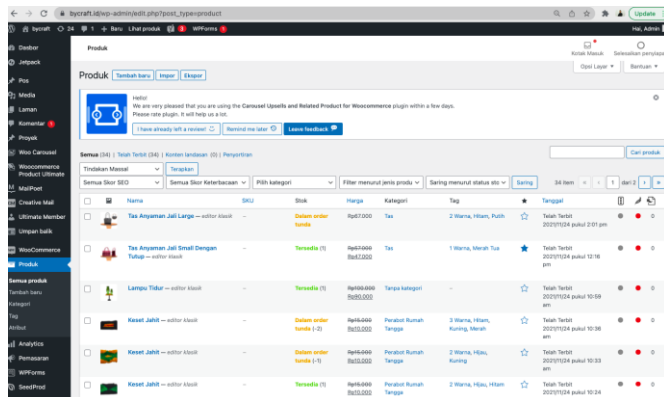 bycraft.id/wp-admin/edit.php?post_type=product
Update
bycraft 24 1 + Baru Lihat produk 3 WPForms
Hai, Admin
Dasbor
Jetpack
Pos
Media
Laman
Komentar
Proyek
Woo Carousel
Woocommerce Product Ultimate
MailPoet
Creative Mail
Ultimate Member
Umpan balik
WooCommerce
Produk
Semua produk
Tambah baru
Kategori
Tag
Atribut
Analytics
Pemasaran
WPForms
SeedProd
Produk
Kotak Masuk
Opsi Layar
Bantuan
Produk Tambah baru Impor Ekspor
Hello!
We are very pleased that you are using the Carousel Upsells and Related Product for Woocommerce plugin within a few days.
Please rate plugin. It will help us a lot.
I have already left a review! Remind me later Leave feedback
Semua (34) | Telah Terbit (34) | Konten landasan (0) | Penyortiran
Cari produk
Tindakan Massal Terapkan
Semua Skor SEO Semua Skor Keterbacaan Pilih kategori Filter menurut jenis produ Saring menurut status sto Saring 34 item « ‹ 1 dari 2 › »
Nama SKU Stok Harga Kategori Tag Tanggal
Tas Anyaman Jali Large — editor klasik – Dalam order tunda Rp67.000 Tas 2 Warna, Hitam, Putih Telah Terbit 2021/11/24 pukul 2:01 pm 0
Tas Anyaman Jali Small Dengan Tutup — editor klasik – Tersedia (1) Rp57.000 Rp47.000 Tas 1 Warna, Merah Tua Telah Terbit 2021/11/24 pukul 12:16 pm 0
Lampu Tidur — editor klasik – Tersedia (1) Rp100.000 Rp90.000 Tanpa kategori – Telah Terbit 2021/11/24 pukul 10:59 am 0
Keset Jahit — editor klasik – Dalam order tunda (-2) Rp15.000 Rp10.000 Perabot Rumah Tangga 3 Warna, Hitam, Kuning, Merah Telah Terbit 2021/11/24 pukul 10:36 am 0
Keset Jahit — editor klasik – Dalam order tunda (-1) Rp15.000 Rp10.000 Perabot Rumah Tangga 2 Warna, Hijau, Kuning Telah Terbit 2021/11/24 pukul 10:33 am 0
Keset Jahit — editor klasik – Tersedia (1) Rp15.000 Rp10.000 Perabot Rumah Tangga 2 Warna, Hijau, Hitam Telah Terbit 2021/11/24 pukul 10:24 0